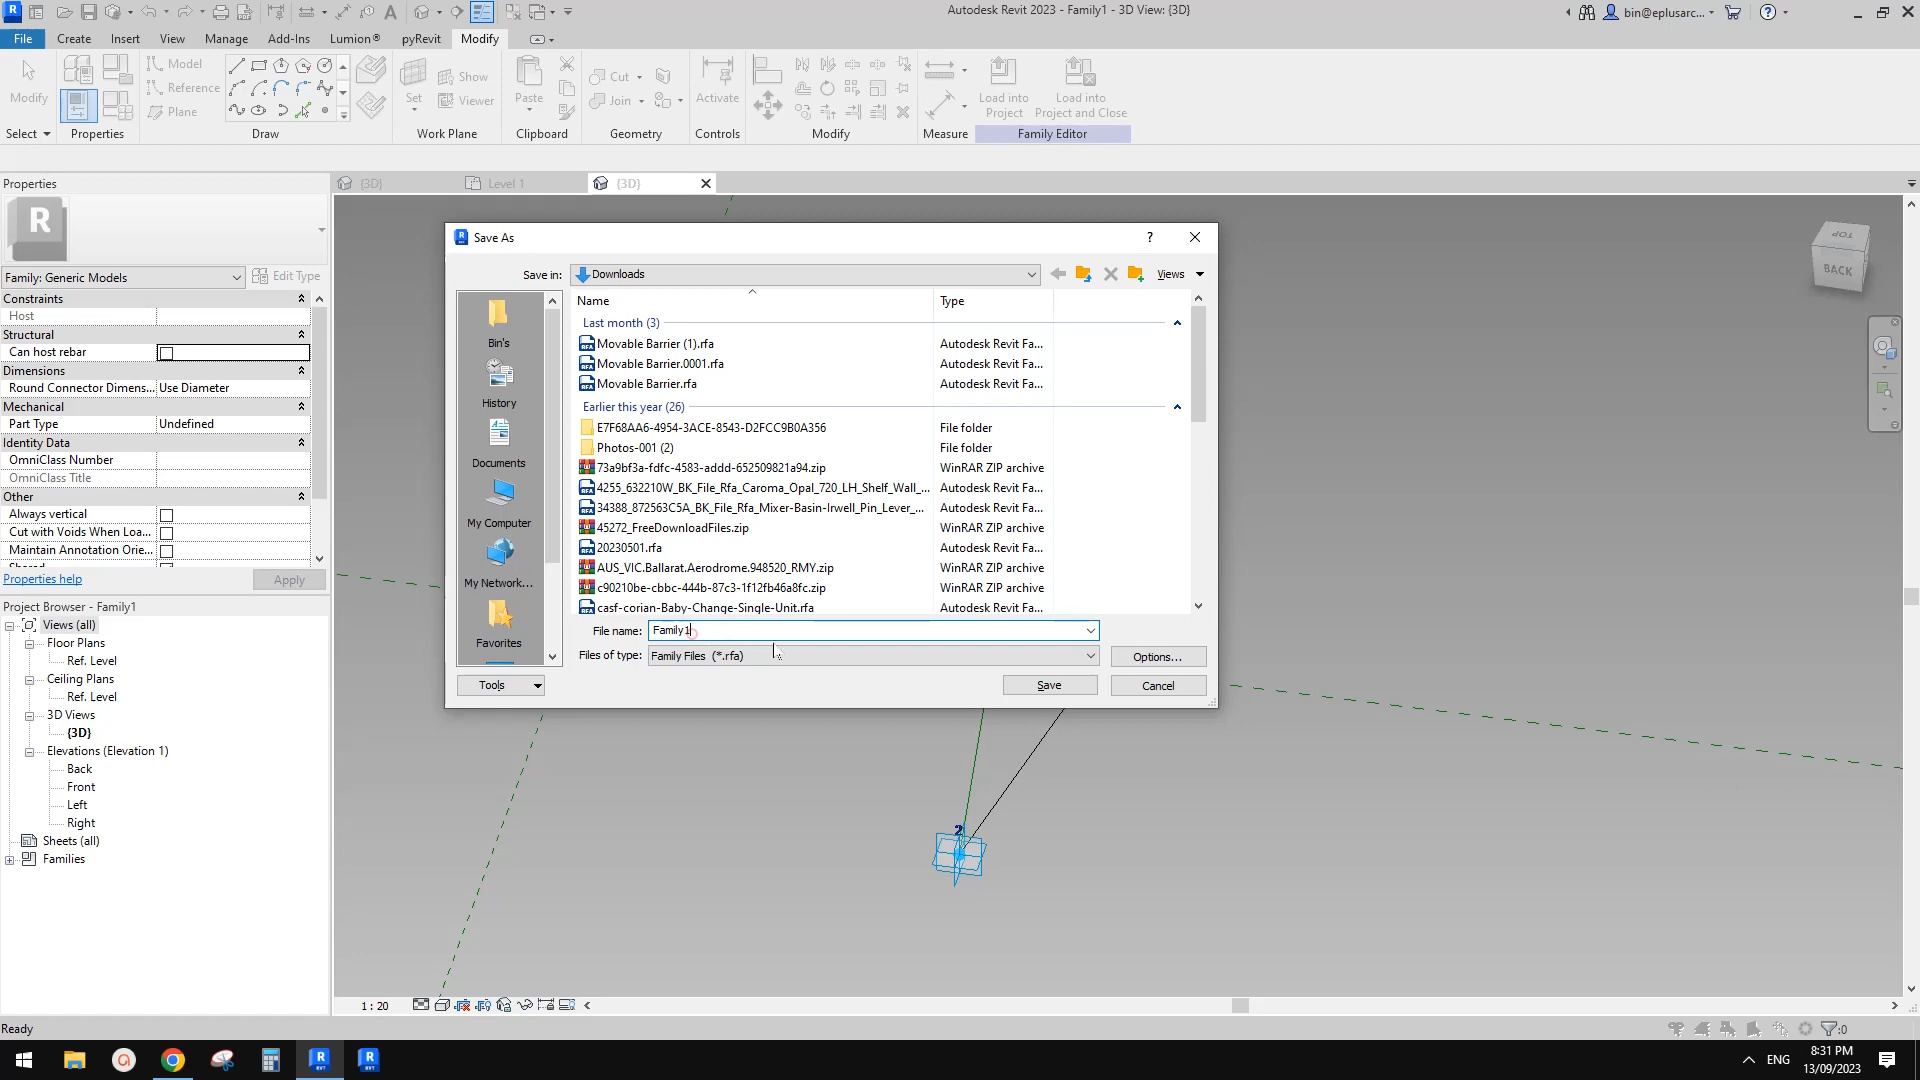 Autodesk Revit 2023 - Family1 - 3D View: {3D}
bin@eplusarc...
File Create Insert View Manage Add-Ins Lumion® pyRevit Modify
Modify
Select
Properties
Model
Reference
Plane
Draw
Set
Show
Viewer
Work Plane
Paste
Clipboard
Cut
Join
Geometry
Activate
Controls
Modify
Measure
Load into
Project
Load into
Project and Close
Family Editor
Properties
{3D}
Level 1
{3D}
R
Family: Generic Models
Edit Type
Constraints
Host
Structural
Can host rebar
Dimensions
Round Connector Dimens... Use Diameter
Mechanical
Part Type Undefined
Identity Data
OmniClass Number
OmniClass Title
Other
Always vertical
Cut with Voids When Loa...
Maintain Annotation Orie...
Properties help
Apply
Project Browser - Family1
Views (all)
Floor Plans
Ref. Level
Ceiling Plans
Ref. Level
3D Views
{3D}
Elevations (Elevation 1)
Back
Front
Left
Right
Sheets (all)
Families
Save As
?
Save in: Downloads
Views
Bin's
History
Documents
My Computer
My Network...
Favorites
Name Type
Last month (3)
Movable Barrier (1).rfa Autodesk Revit Fa...
Movable Barrier.0001.rfa Autodesk Revit Fa...
Movable Barrier.rfa Autodesk Revit Fa...
Earlier this year (26)
E7F68AA6-4954-3ACE-8543-D2FCC9B0A356 File folder
Photos-001 (2) File folder
73a9bf3a-fdfc-4583-addd-652509821a94.zip WinRAR ZIP archive
4255_632210W_BK_File_Rfa_Caroma_Opal_720_LH_Shelf_Wall_... Autodesk Revit Fa...
34388_872563C5A_BK_File_Rfa_Mixer-Basin-Irwell_Pin_Lever_... Autodesk Revit Fa...
45272_FreeDownloadFiles.zip WinRAR ZIP archive
20230501.rfa Autodesk Revit Fa...
AUS_VIC.Ballarat.Aerodrome.948520_RMY.zip WinRAR ZIP archive
c90210be-cbbc-444b-87c3-1f12fb46a8fc.zip WinRAR ZIP archive
casf-corian-Baby-Change-Single-Unit.rfa Autodesk Revit Fa...
File name: Family1
Files of type: Family Files (*.rfa)
Options...
Tools
Save
Cancel
TOP
BACK
2
1 : 20
Ready
:0
ENG
8:31 PM
13/09/2023